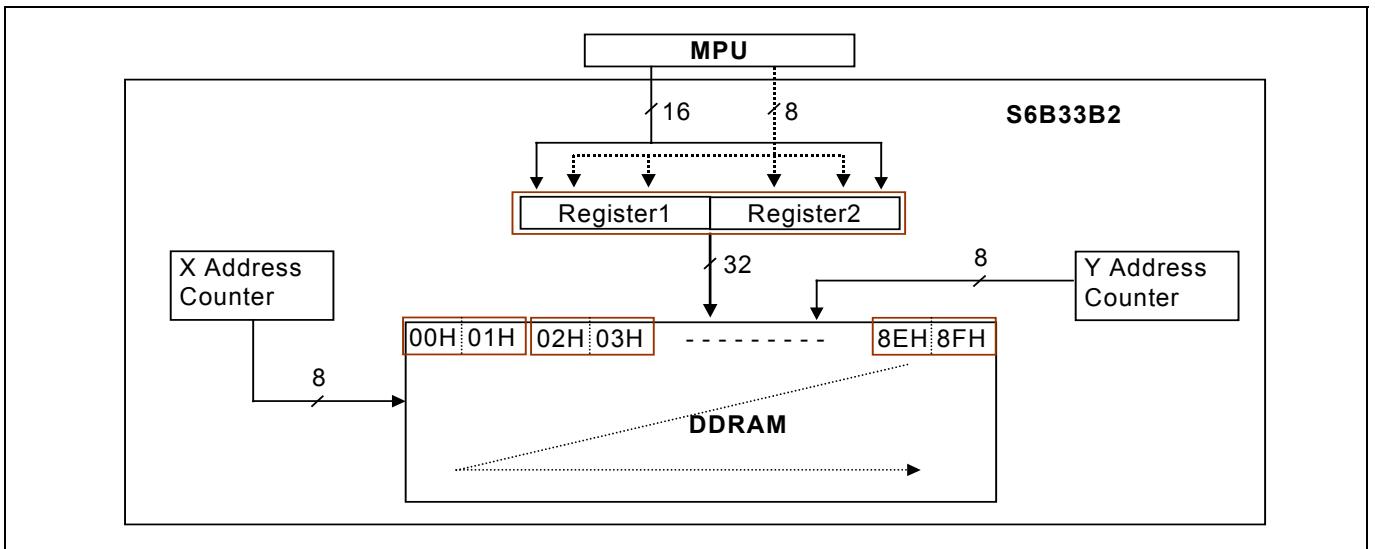 MPU
16
8
S6B33B2
Register1 Register2
32
8
X Address
Counter
Y Address
Counter
00H 01H 02H 03H - - - - - - - - - 8EH 8FH
8
DDRAM